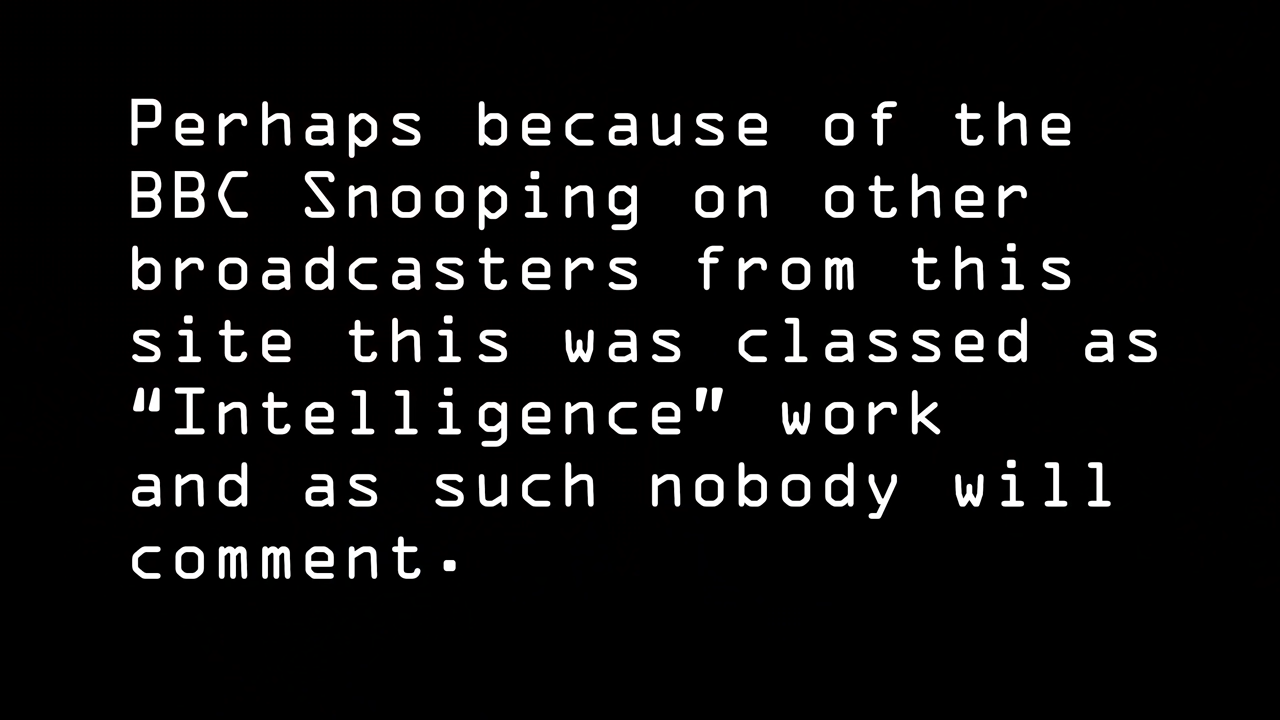 Perhaps because of the
BBC Snooping on other
broadcasters from this
site this was classed as
“Intelligence” work
and as such nobody will
comment.